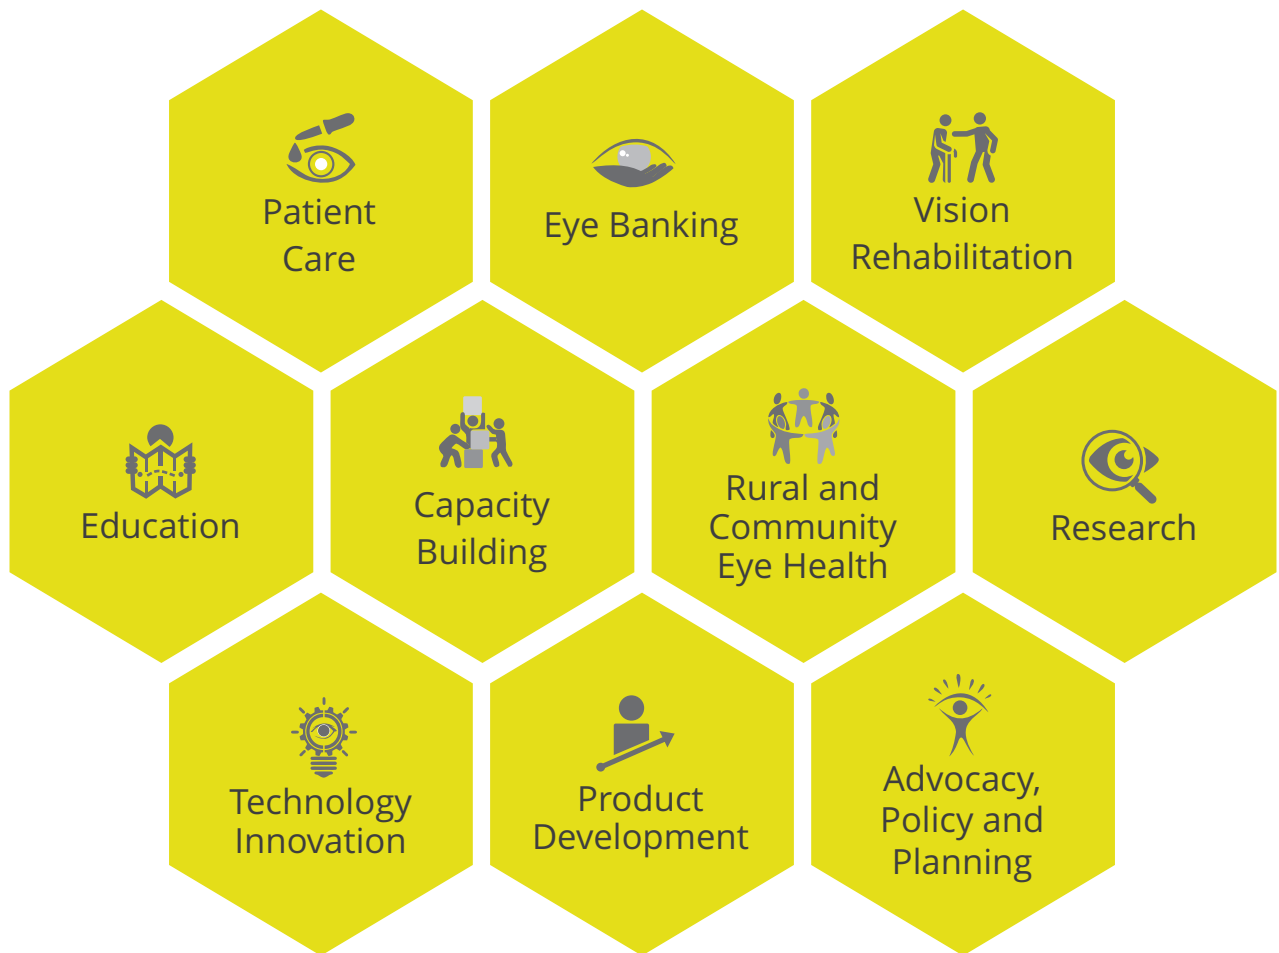 Patient
Care
Eye Banking
Vision
Rehabilitation
Education
Capacity
Building
Rural and
Community
Eye Health
Research
Technology
Innovation
Product
Development
Advocacy,
Policy and
Planning